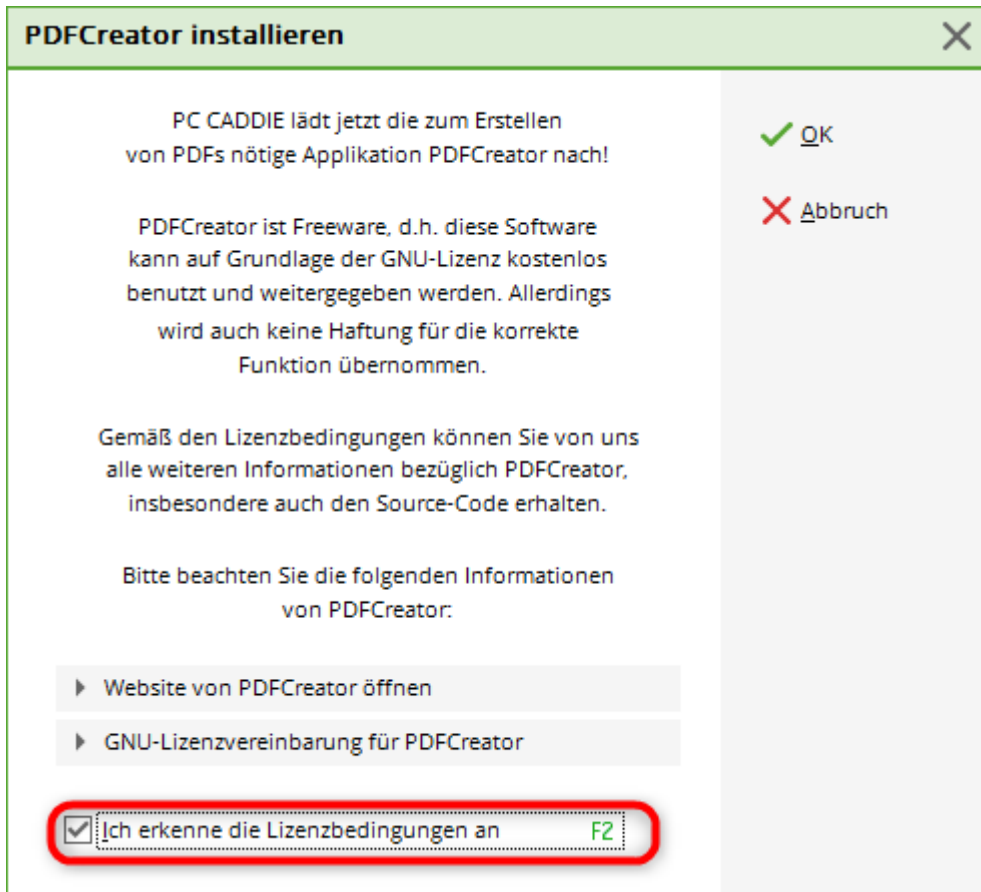 PDFCreator installieren
PC CADDIE lädt jetzt die zum Erstellen
von PDFs nötige Applikation PDFCreator nach!
OK
Abbruch
PDFCreator ist Freeware, d.h. diese Software
kann auf Grundlage der GNU-Lizenz kostenlos
benutzt und weitergegeben werden. Allerdings
wird auch keine Haftung für die korrekte
Funktion übernommen.
Gemäß den Lizenzbedingungen können Sie von uns
alle weiteren Informationen bezüglich PDFCreator,
insbesondere auch den Source-Code erhalten.
Bitte beachten Sie die folgenden Informationen
von PDFCreator:
Website von PDFCreator öffnen
GNU-Lizenzvereinbarung für PDFCreator
Ich erkenne die Lizenzbedingungen an F2